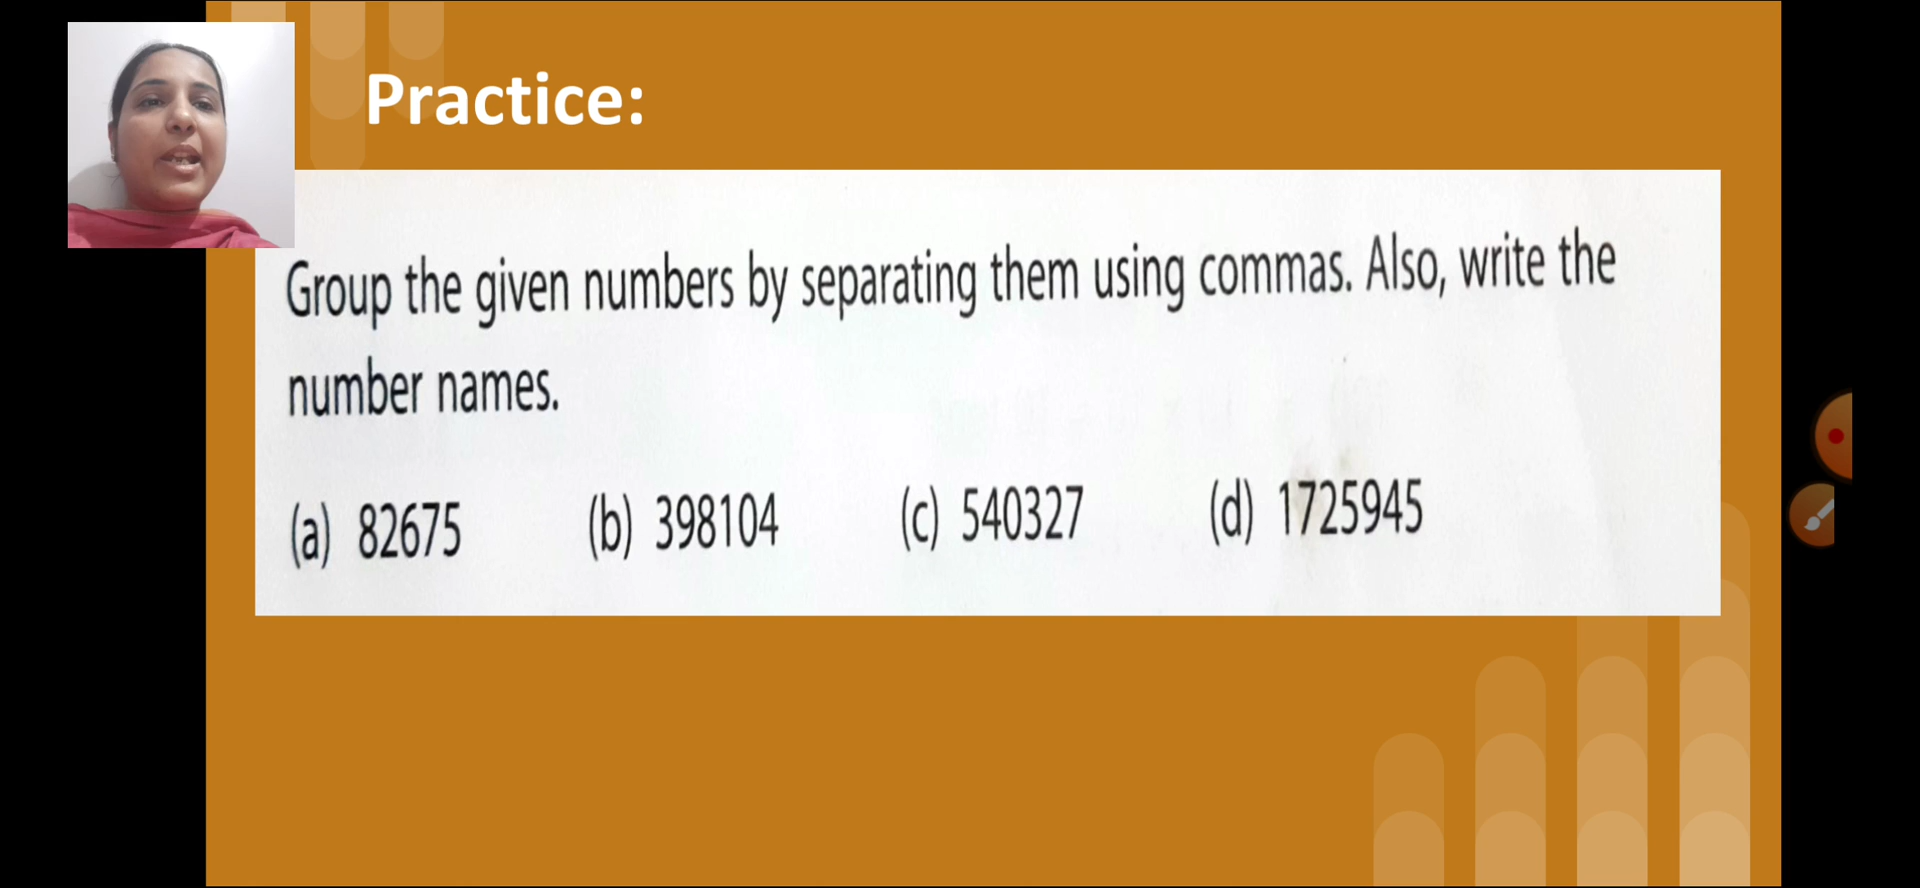 Practice:
Group the given numbers by separating them using commas. Also, write the
number names.
(a) 82675 (b) 398104 (c) 540327 (d) 1725945